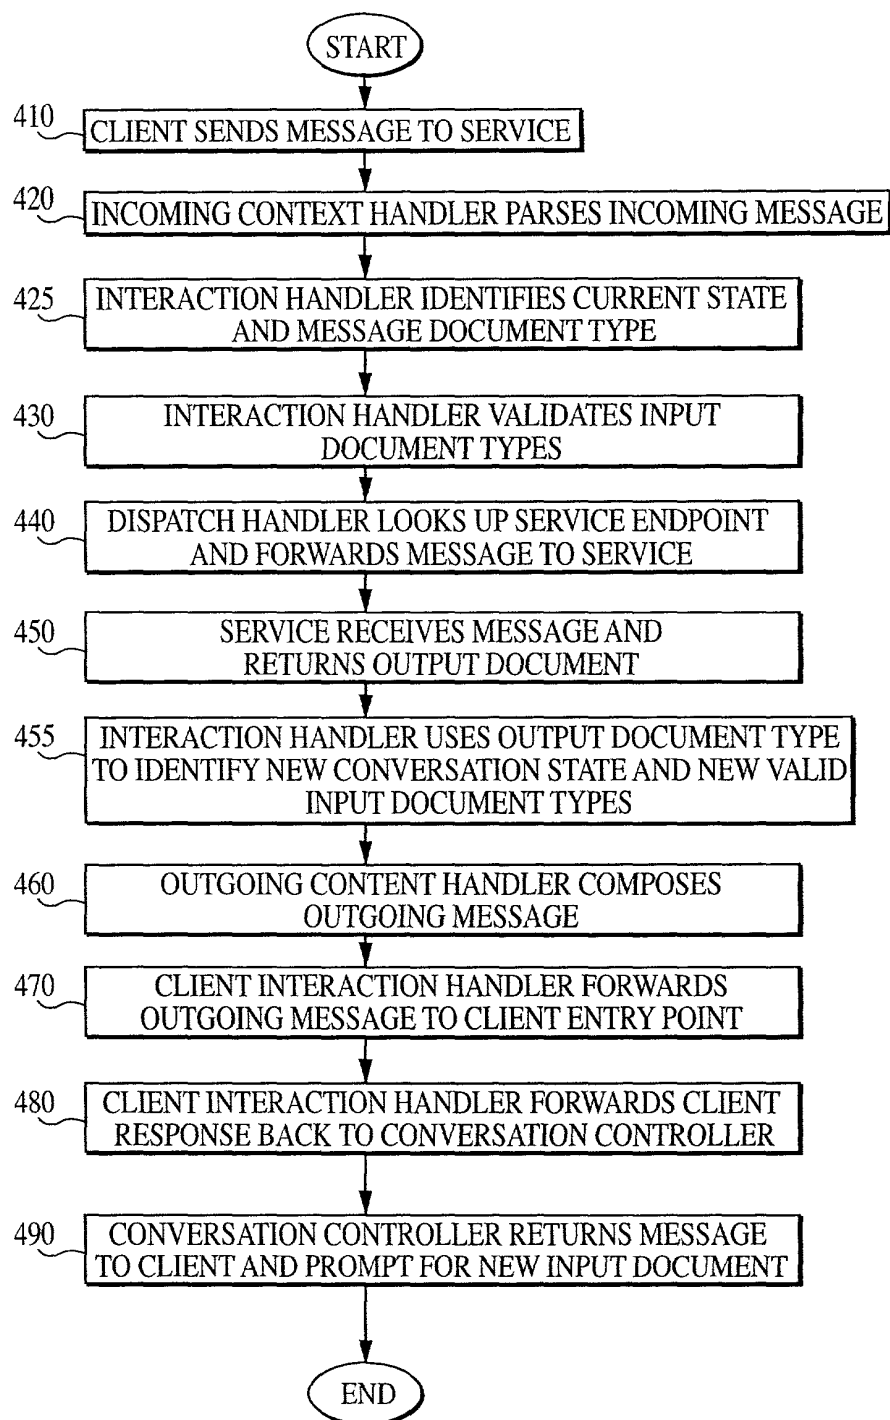 START
410
CLIENT SENDS MESSAGE TO SERVICE
420
INCOMING CONTEXT HANDLER PARSES INCOMING MESSAGE
425
INTERACTION HANDLER IDENTIFIES CURRENT STATE
AND MESSAGE DOCUMENT TYPE
430
INTERACTION HANDLER VALIDATES INPUT
DOCUMENT TYPES
440
DISPATCH HANDLER LOOKS UP SERVICE ENDPOINT
AND FORWARDS MESSAGE TO SERVICE
450
SERVICE RECEIVES MESSAGE AND
RETURNS OUTPUT DOCUMENT
455
INTERACTION HANDLER USES OUTPUT DOCUMENT TYPE
TO IDENTIFY NEW CONVERSATION STATE AND NEW VALID
INPUT DOCUMENT TYPES
460
OUTGOING CONTENT HANDLER COMPOSES
OUTGOING MESSAGE
470
CLIENT INTERACTION HANDLER FORWARDS
OUTGOING MESSAGE TO CLIENT ENTRY POINT
480
CLIENT INTERACTION HANDLER FORWARDS CLIENT
RESPONSE BACK TO CONVERSATION CONTROLLER
490
CONVERSATION CONTROLLER RETURNS MESSAGE
TO CLIENT AND PROMPT FOR NEW INPUT DOCUMENT
END